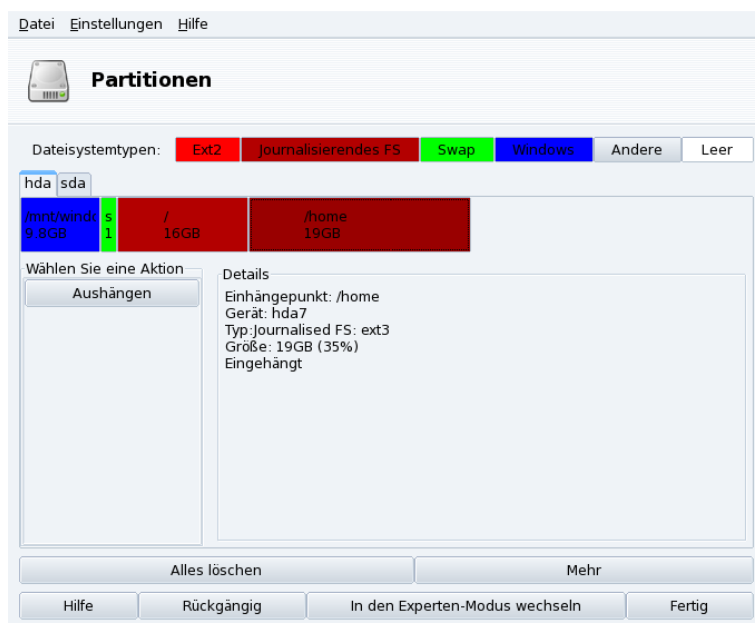 Datei Einstellungen Hilfe
Partitionen
Dateisystemtypen: Ext2 Journalisierendes FS Swap Windows Andere Leer
hda sda
/mnt/windo s / /home
9.8GB 1 16GB 19GB
Wählen Sie eine Aktion
Aushängen
Details
Einhängepunkt: /home
Gerät: hda7
Typ:Journalised FS: ext3
Größe: 19GB (35%)
Eingehängt
Alles löschen Mehr
Hilfe Rückgängig In den Experten-Modus wechseln Fertig